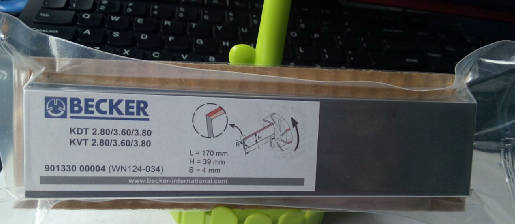 BECKER
KDT 2.80/3.60/3.80
KVT 2.80/3.60/3.80
L = 170 mm
H = 39 mm
B = 4 mm
901330 00004 (WN124-034)
www.becker-international.com